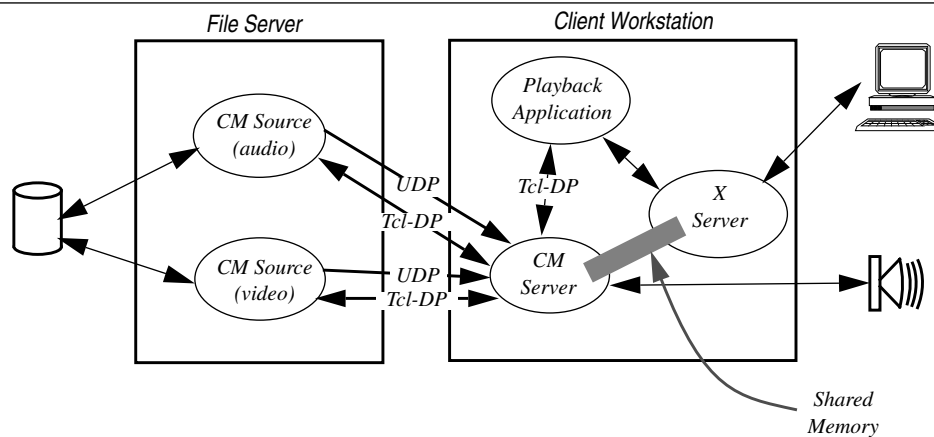 File Server
Client Workstation
CM Source
(audio)
Playback
Application
UDP
Tcl-DP
Tcl-DP
X
Server
CM Source
(video)
UDP
Tcl-DP
CM
Server
Shared
Memory